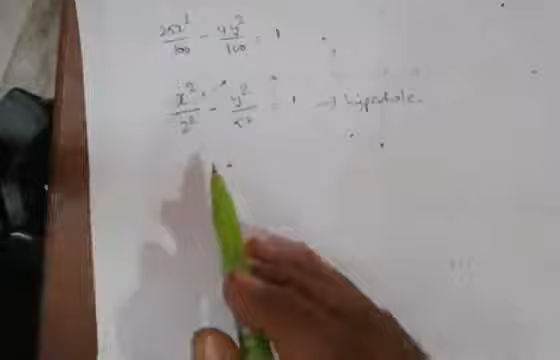 25x²/100 - 4y²/100 = 1
x²/2² - y²/5² = 1 → hyperbola.